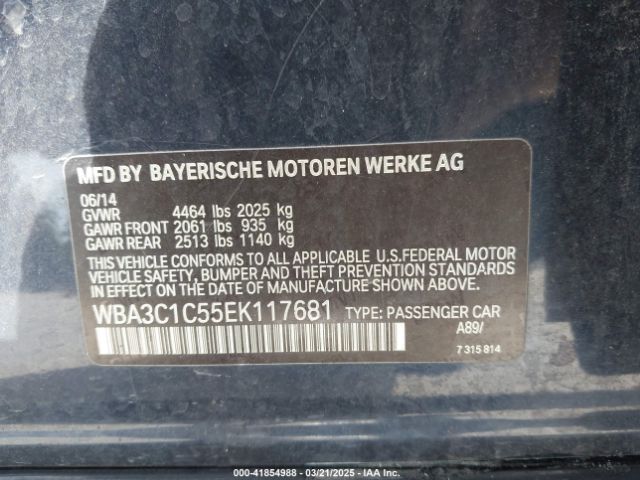 MFD BY BAYERISCHE MOTOREN WERKE AG
06/14
GVWR 4464 lbs 2025 kg
GAWR FRONT 2061 lbs 935 kg
GAWR REAR 2513 lbs 1140 kg
THIS VEHICLE CONFORMS TO ALL APPLICABLE U.S.FEDERAL MOTOR
VEHICLE SAFETY, BUMPER AND THEFT PREVENTION STANDARDS
IN EFFECT ON THE DATE OF MANUFACTURE SHOWN ABOVE.
WBA3C1C55EK117681 TYPE: PASSENGER CAR
A89/
7 315 814
000-41854988 — 03/21/2025 — IAA Inc.